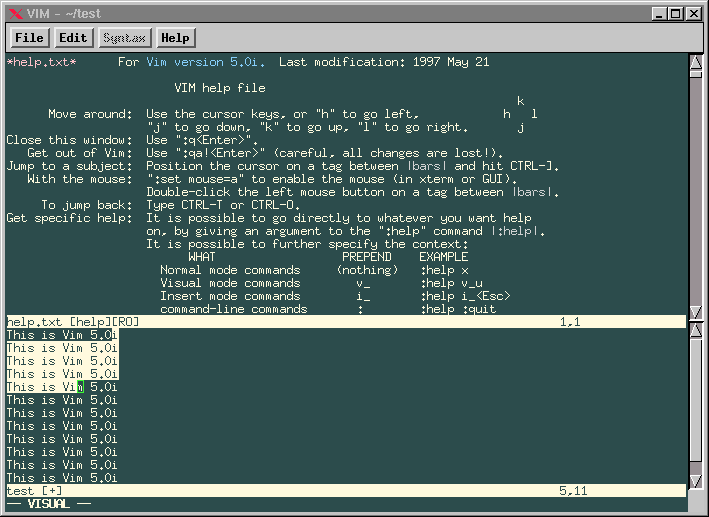 VIM - ~/test
File Edit Syntax Help
*help.txt* For Vim version 5.0i. Last modification: 1997 May 21
VIM help file
k
Move around: Use the cursor keys, or "h" to go left, h l
"j" to go down, "k" to go up, "l" to go right. j
Close this window: Use ":q<Enter>".
Get out of Vim: Use ":qa!<Enter>" (careful, all changes are lost!).
Jump to a subject: Position the cursor on a tag between |bars| and hit CTRL-].
With the mouse: ":set mouse=a" to enable the mouse (in xterm or GUI).
Double-click the left mouse button on a tag between |bars|.
To jump back: Type CTRL-T or CTRL-O.
Get specific help: It is possible to go directly to whatever you want help
on, by giving an argument to the ":help" command |:help|.
It is possible to further specify the context:
WHAT PREPEND EXAMPLE
Normal mode commands (nothing) :help x
Visual mode commands v_ :help v_u
Insert mode commands i_ :help i_<Esc>
command-line commands : :help :quit
help.txt [help][RO] 1,1
This is Vim 5.0i
This is Vim 5.0i
This is Vim 5.0i
This is Vim 5.0i
This is Vim 5.0i
This is Vim 5.0i
This is Vim 5.0i
This is Vim 5.0i
This is Vim 5.0i
This is Vim 5.0i
This is Vim 5.0i
This is Vim 5.0i
test [+] 5,11
-- VISUAL --